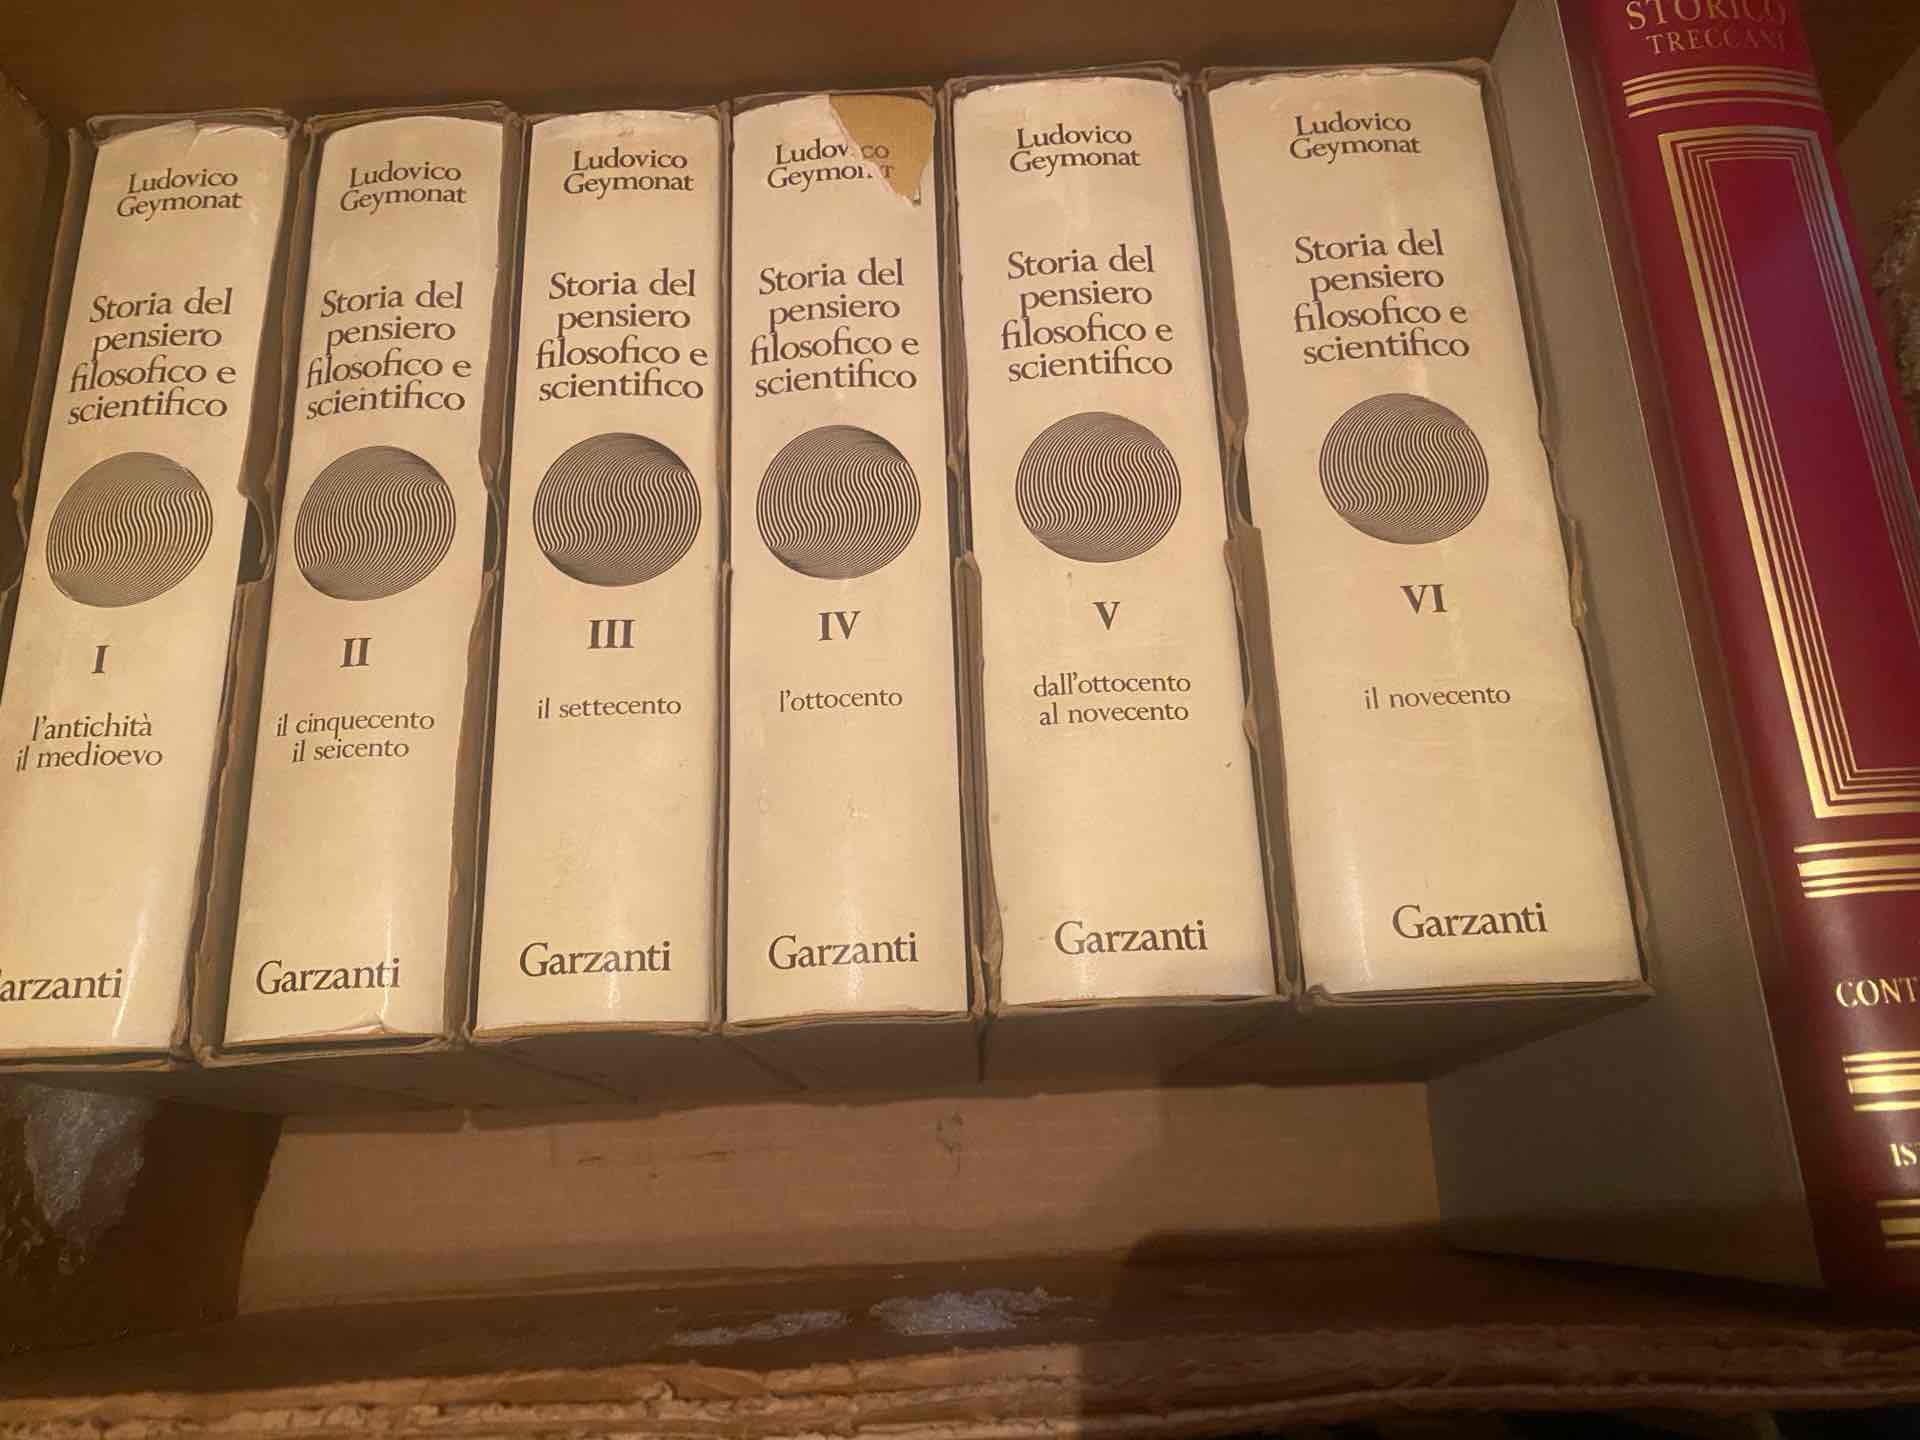 Ludovico
Geymonat
Storia del
pensiero
filosofico e
scientifico
I
l'antichità
il medioevo
arzanti
Ludovico
Geymonat
Storia del
pensiero
filosofico e
scientifico
II
il cinquecento
il seicento
Garzanti
Ludovico
Geymonat
Storia del
pensiero
filosofico e
scientifico
III
il settecento
Garzanti
Storia del
pensiero
filosofico e
scientifico
IV
l'ottocento
Garzanti
Ludovico
Geymonat
Storia del
pensiero
filosofico e
scientifico
V
dall'ottocento
al novecento
Garzanti
Ludovico
Geymonat
Storia del
pensiero
filosofico e
scientifico
VI
il novecento
Garzanti
STORICO
TRECCANI
CONT
IS